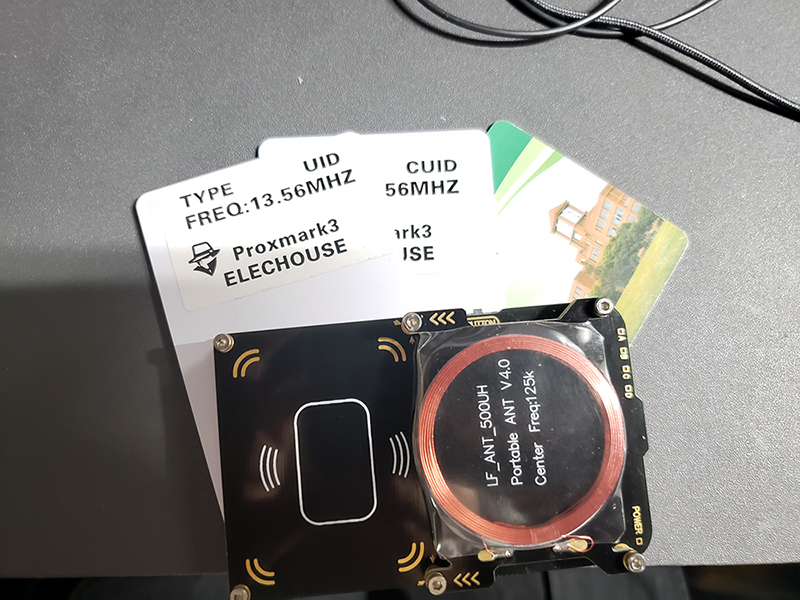 TYPE UID
FREQ:13.56MHZ
Proxmark3
ELECHOUSE
CUID
56MHZ
ark3
USE
LF_ANT_500UH
Portable ANT V4.0
Center Freq:125k
A
B
C
D
POWER